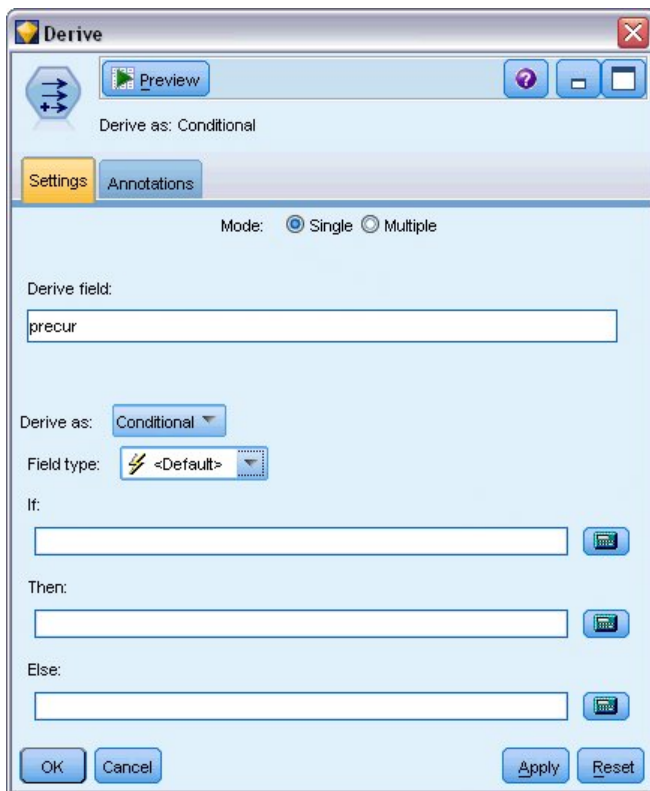 Derive
Preview
Derive as: Conditional
Settings Annotations
Mode: Single Multiple
Derive field:
precur
Derive as: Conditional
Field type: <Default>
If:
Then:
Else:
OK Cancel Apply Reset